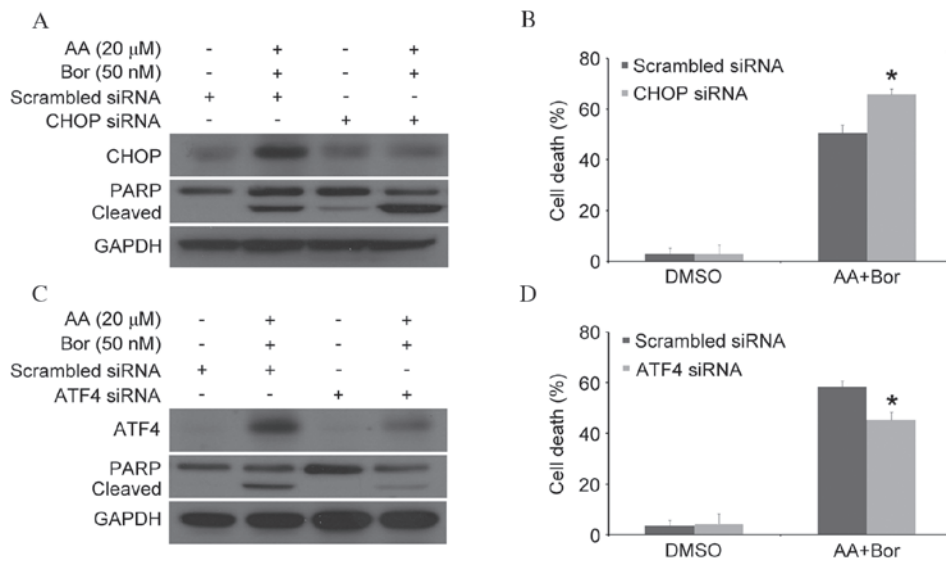 A
AA (20 μM) - + - +
Bor (50 nM) - + - +
Scrambled siRNA + + - -
CHOP siRNA - - + +
CHOP
PARP
Cleaved
GAPDH
B
80
60
40
20
0
Cell death (%)
Scrambled siRNA
CHOP siRNA
*
DMSO
AA+Bor
C
AA (20 μM) - + - +
Bor (50 nM) - + - +
Scrambled siRNA + + - -
ATF4 siRNA - - + +
ATF4
PARP
Cleaved
GAPDH
D
80
60
40
20
0
Cell death (%)
Scrambled siRNA
ATF4 siRNA
*
DMSO
AA+Bor